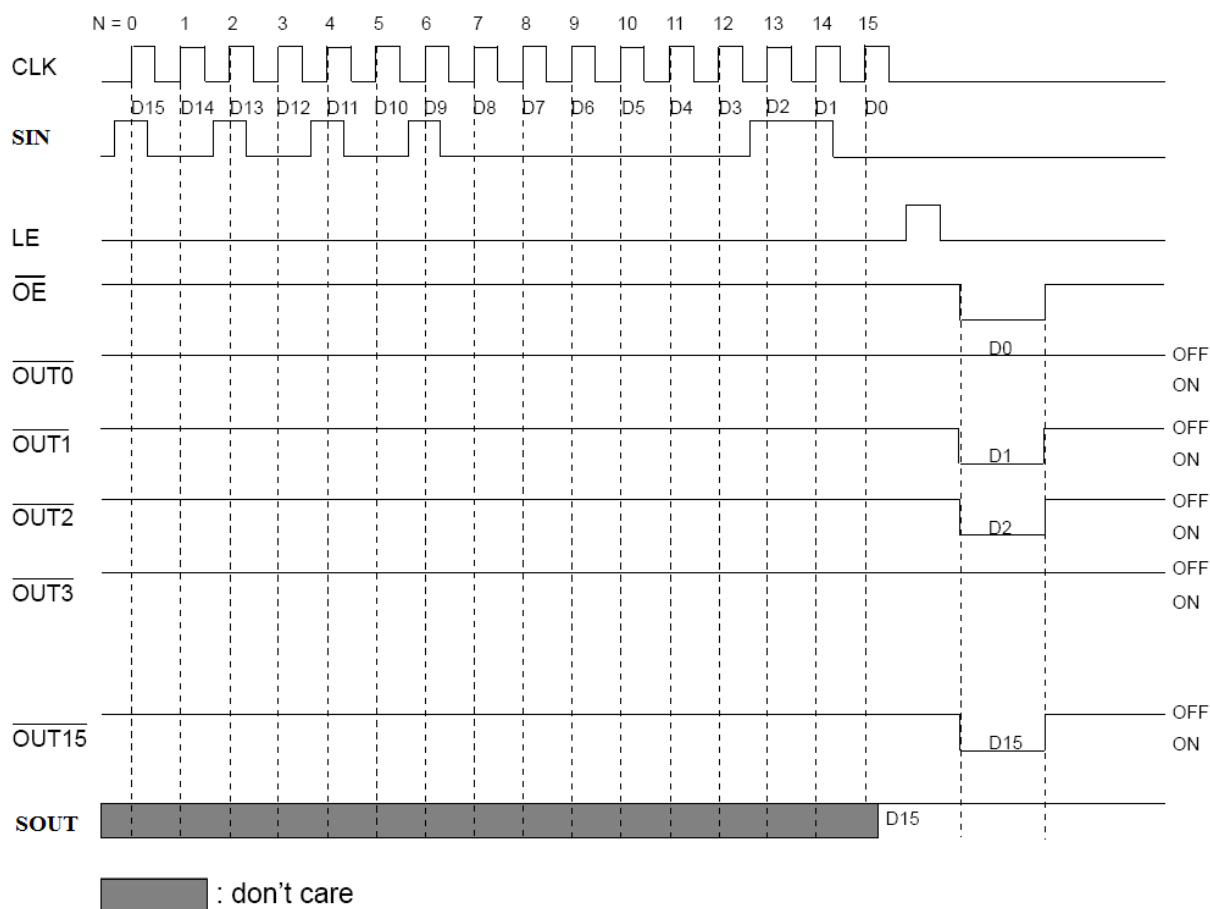 N = 0 1 2 3 4 5 6 7 8 9 10 11 12 13 14 15
CLK
D15 D14 D13 D12 D11 D10 D9 D8 D7 D6 D5 D4 D3 D2 D1 D0
SIN
LE
OE
D0
OFF
OUT0
ON
OFF
OUT1
D1
ON
OFF
OUT2
D2
ON
OFF
OUT3
ON
OFF
OUT15
D15
ON
SOUT
D15
: don't care